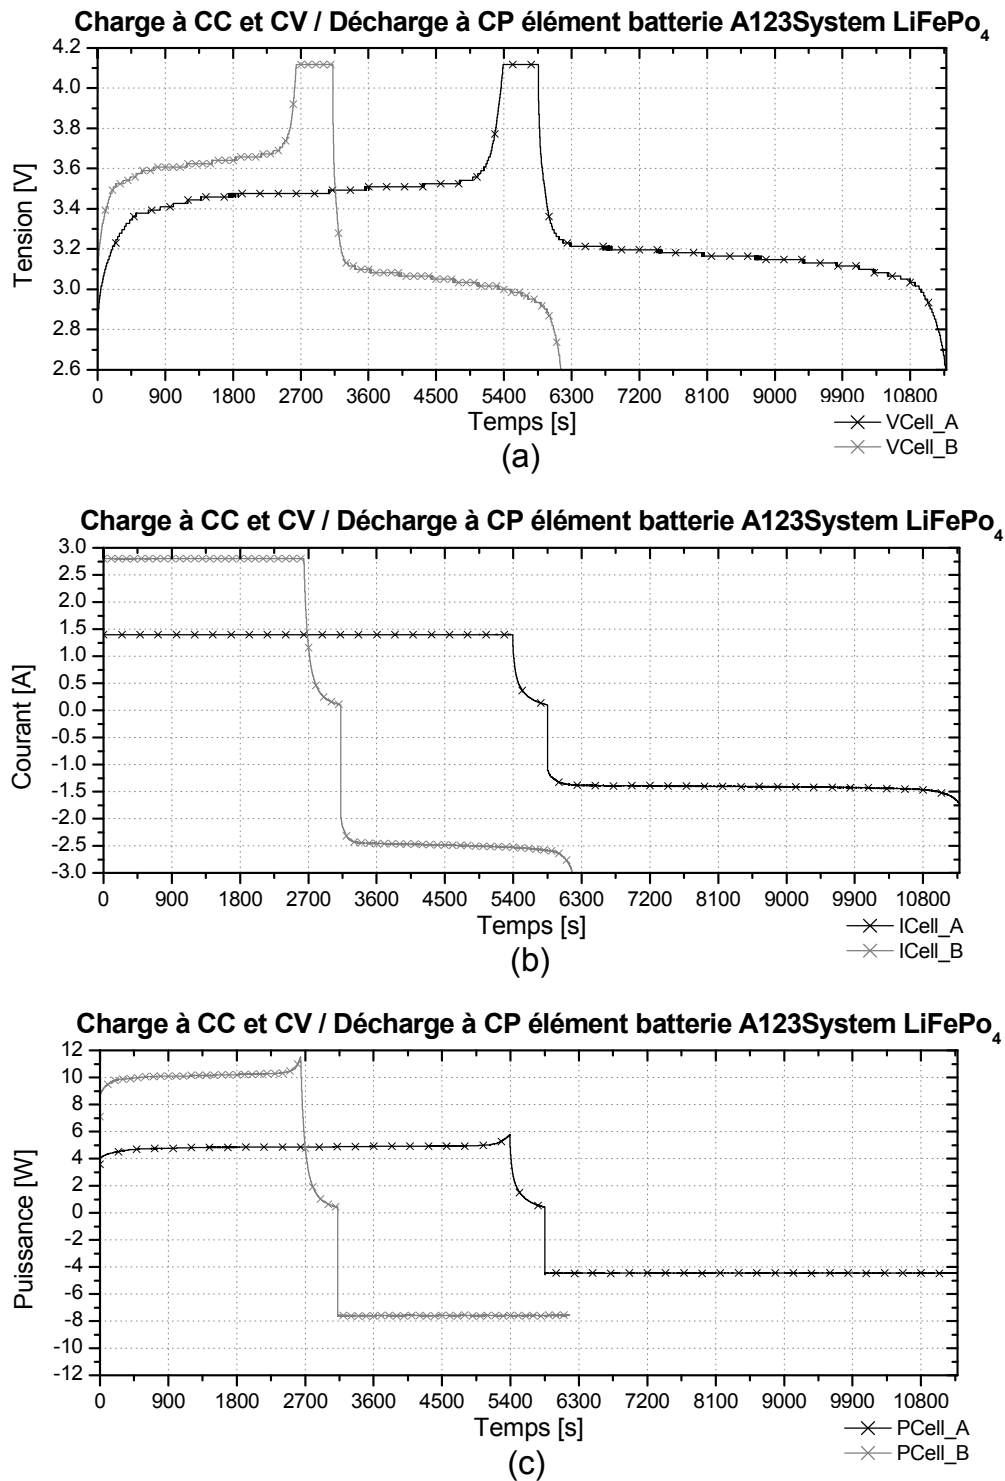 Charge à CC et CV / Décharge à CP élément batterie A123System LiFePo4
4.2
4.0
3.8
3.6
3.4
3.2
3.0
2.8
2.6
Tension [V]
0 900 1800 2700 3600 4500 5400 6300 7200 8100 9000 9900 10800
Temps [s]
VCell_A
VCell_B
(a)
Charge à CC et CV / Décharge à CP élément batterie A123System LiFePo4
3.0
2.5
2.0
1.5
1.0
0.5
0.0
-0.5
-1.0
-1.5
-2.0
-2.5
-3.0
Courant [A]
0 900 1800 2700 3600 4500 5400 6300 7200 8100 9000 9900 10800
Temps [s]
ICell_A
ICell_B
(b)
Charge à CC et CV / Décharge à CP élément batterie A123System LiFePo4
12
10
8
6
4
2
0
-2
-4
-6
-8
-10
-12
Puissance [W]
0 900 1800 2700 3600 4500 5400 6300 7200 8100 9000 9900 10800
Temps [s]
PCell_A
PCell_B
(c)